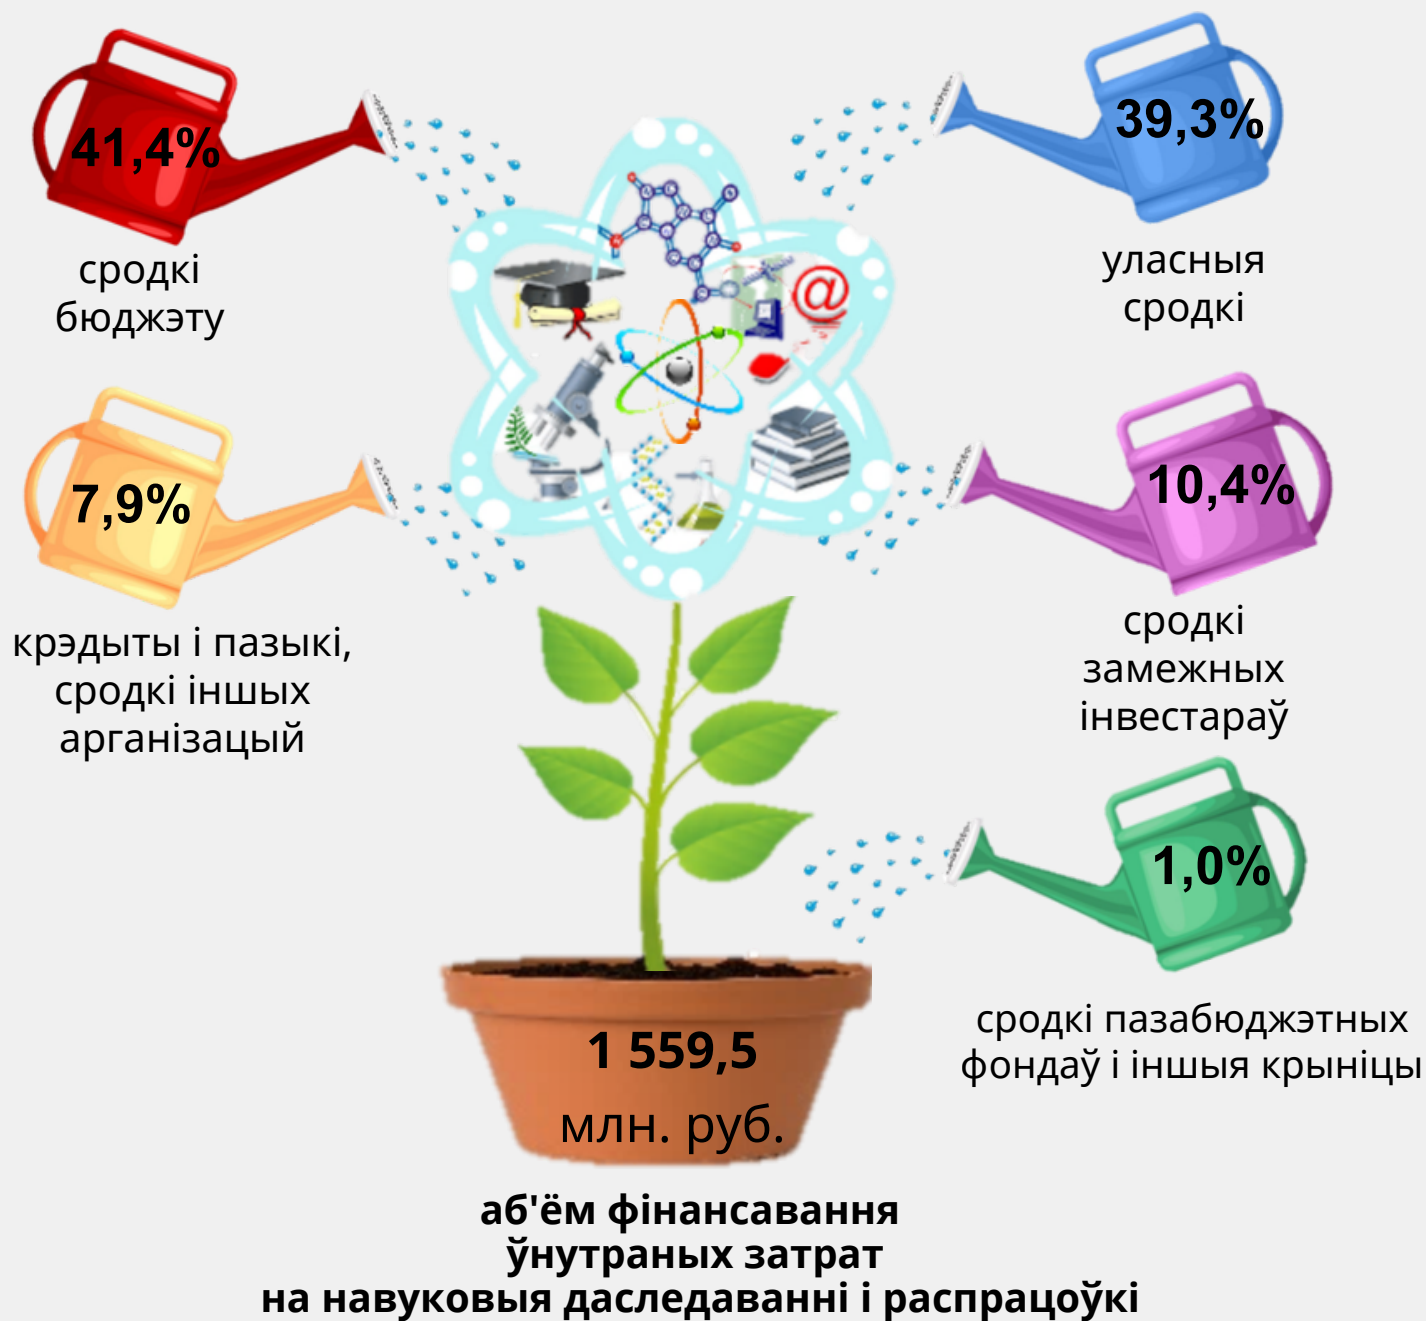 41,4%
сродкі
бюджэту
39,3%
уласныя
сродкі
7,9%
крэдыты і пазыкі,
сродкі іншых
арганізацый
10,4%
сродкі
замежных
інвестараў
1,0%
сродкі пазабюджэтных
фондаў і іншыя крыніцы
@
1 559,5
млн. руб.
аб'ём фінансавання
ўнутраных затрат
на навуковыя даследаванні і распрацоўкі